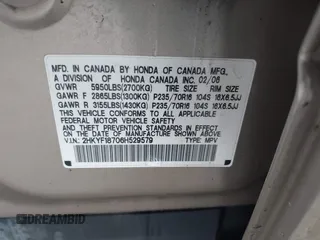 MFD. IN CANADA BY HONDA OF CANADA MFG.,
A DIVISION OF HONDA CANADA INC. 02/06
GVWR 5950LBS(2700KG) TIRE SIZE RIM SIZE
GAWR F 2865LBS(1300KG) P235/70R16 104S 16X6.5JJ
GAWR R 3155LBS(1430KG) P235/70R16 104S 16X6.5JJ
THIS VEHICLE CONFORMS TO ALL APPLICABLE
FEDERAL MOTOR VEHICLE SAFETY AND THEFT
PREVENTION STANDARDS IN EFFECT ON THE DATE
OF MANUFACTURE SHOWN ABOVE.
V.I.N.: 2HKYF18706H529579 TYPE: MPV
DREAMBID